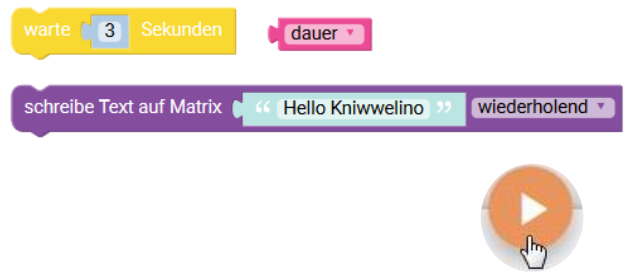 warte 3 Sekunden dauer
schreibe Text auf Matrix “ Hello Kniwwelino ” wiederholend